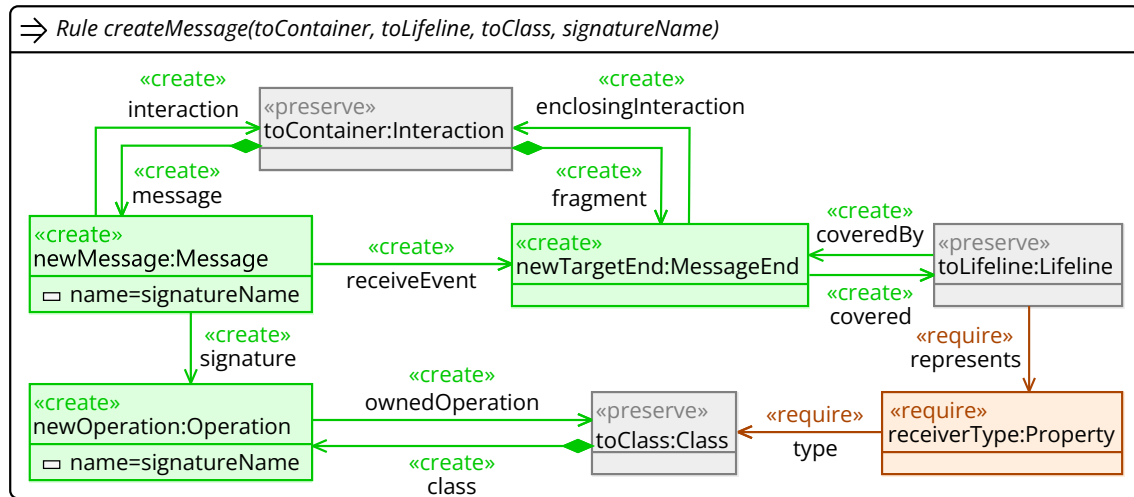 Rule createMessage(toContainer, toLifeline, toClass, signatureName)
«create»
interaction
«preserve»
toContainer:Interaction
«create»
enclosingInteraction
«create»
message
«create»
fragment
«create»
newMessage:Message
name=signatureName
«create»
receiveEvent
«create»
newTargetEnd:MessageEnd
«create»
coveredBy
«create»
covered
«preserve»
toLifeline:Lifeline
«create»
signature
«require»
represents
«create»
newOperation:Operation
name=signatureName
«create»
ownedOperation
«create»
class
«preserve»
toClass:Class
«require»
type
«require»
receiverType:Property